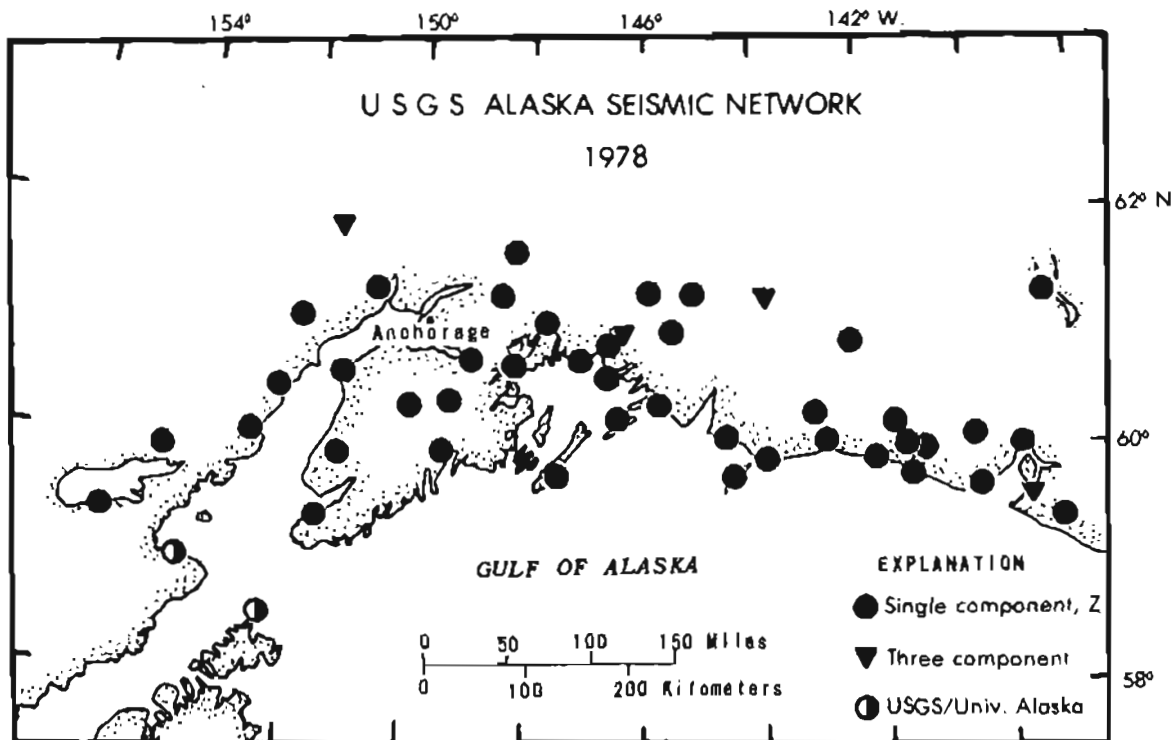 154° 150° 146° 142° W.
U S G S ALASKA SEISMIC NETWORK
1978
62° N
Anchorage
60°
GULF OF ALASKA
EXPLANATION
Single component, Z
0 50 100 150 Miles
Three component
0 100 200 Kilometers
58°
USGS/Univ. Alaska